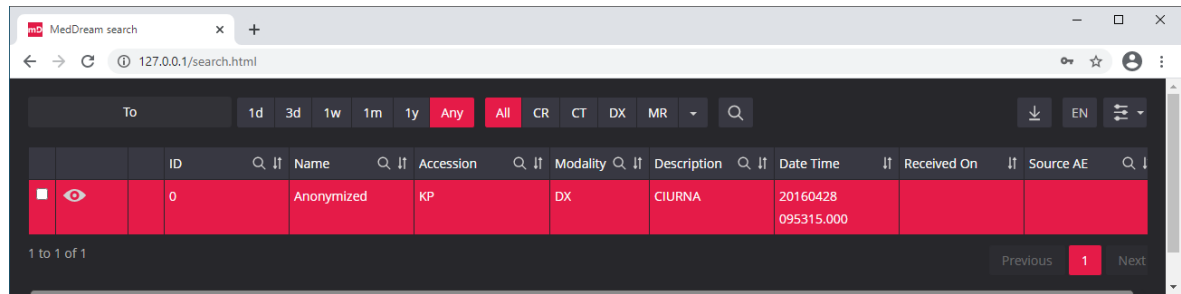 mD MedDream search
127.0.0.1/search.html
To 1d 3d 1w 1m 1y Any All CR CT DX MR EN
ID Name Accession Modality Description Date Time Received On Source AE
0 Anonymized KP DX CIURNA 20160428
095315.000
1 to 1 of 1
Previous 1 Next